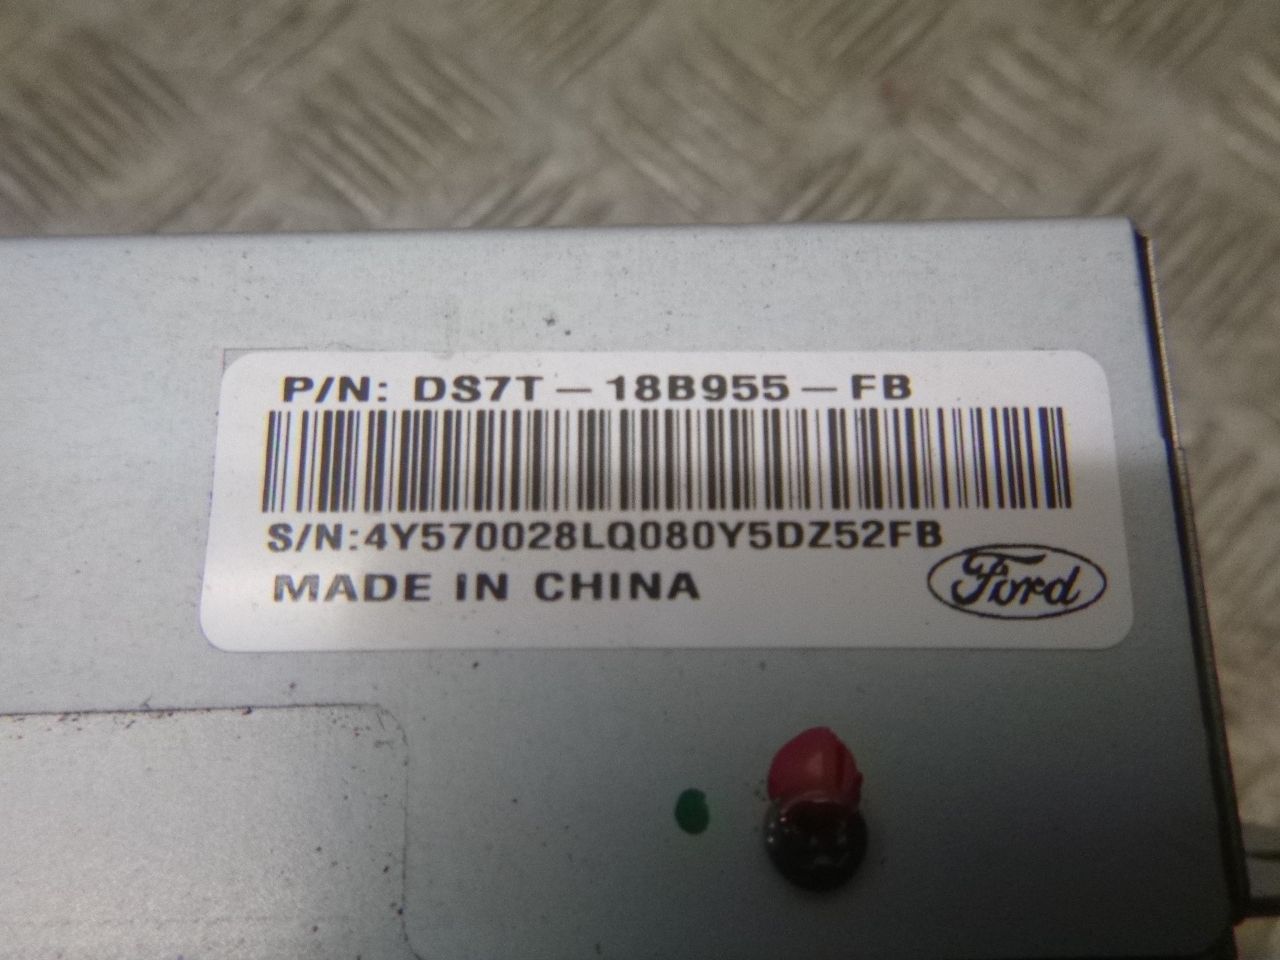 P/N: DS7T-18B955-FB
S/N:4Y570028LQ080Y5DZ52FB
MADE IN CHINA
Ford